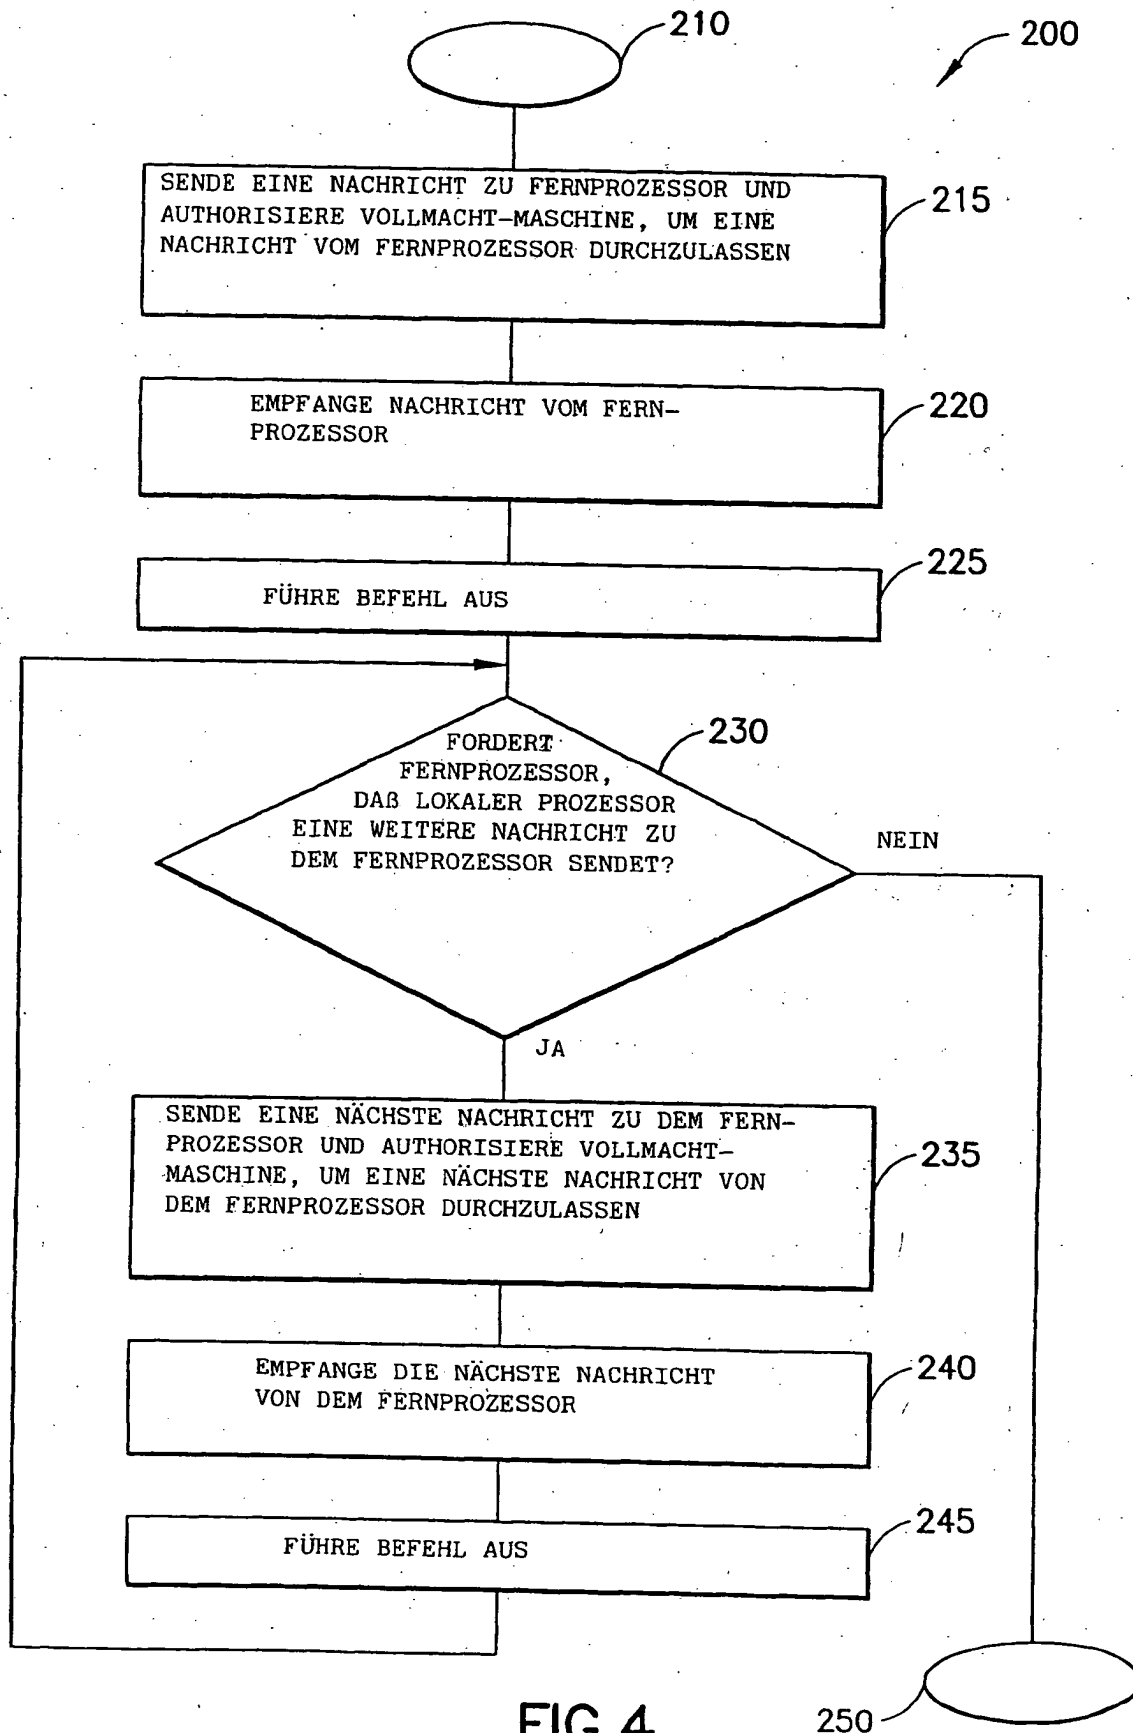 210
200
SENDE EINE NACHRICHT ZU FERNPROZESSOR UND
AUTHORISIERE VOLLMACHT-MASCHINE, UM EINE
NACHRICHT VOM FERNPROZESSOR DURCHZULASSEN
215
EMPFANGE NACHRICHT VOM FERN-
PROZESSOR
220
FÜHRE BEFEHL AUS
225
FORDERT
FERNPROZESSOR,
DAß LOKALER PROZESSOR
EINE WEITERE NACHRICHT ZU
DEM FERNPROZESSOR SENDET?
230
NEIN
JA
SENDE EINE NÄCHSTE NACHRICHT ZU DEM FERN-
PROZESSOR UND AUTHORISIERE VOLLMACHT-
MASCHINE, UM EINE NÄCHSTE NACHRICHT VON
DEM FERNPROZESSOR DURCHZULASSEN
235
EMPFANGE DIE NÄCHSTE NACHRICHT
VON DEM FERNPROZESSOR
240
FÜHRE BEFEHL AUS
245
250
FIG. 4